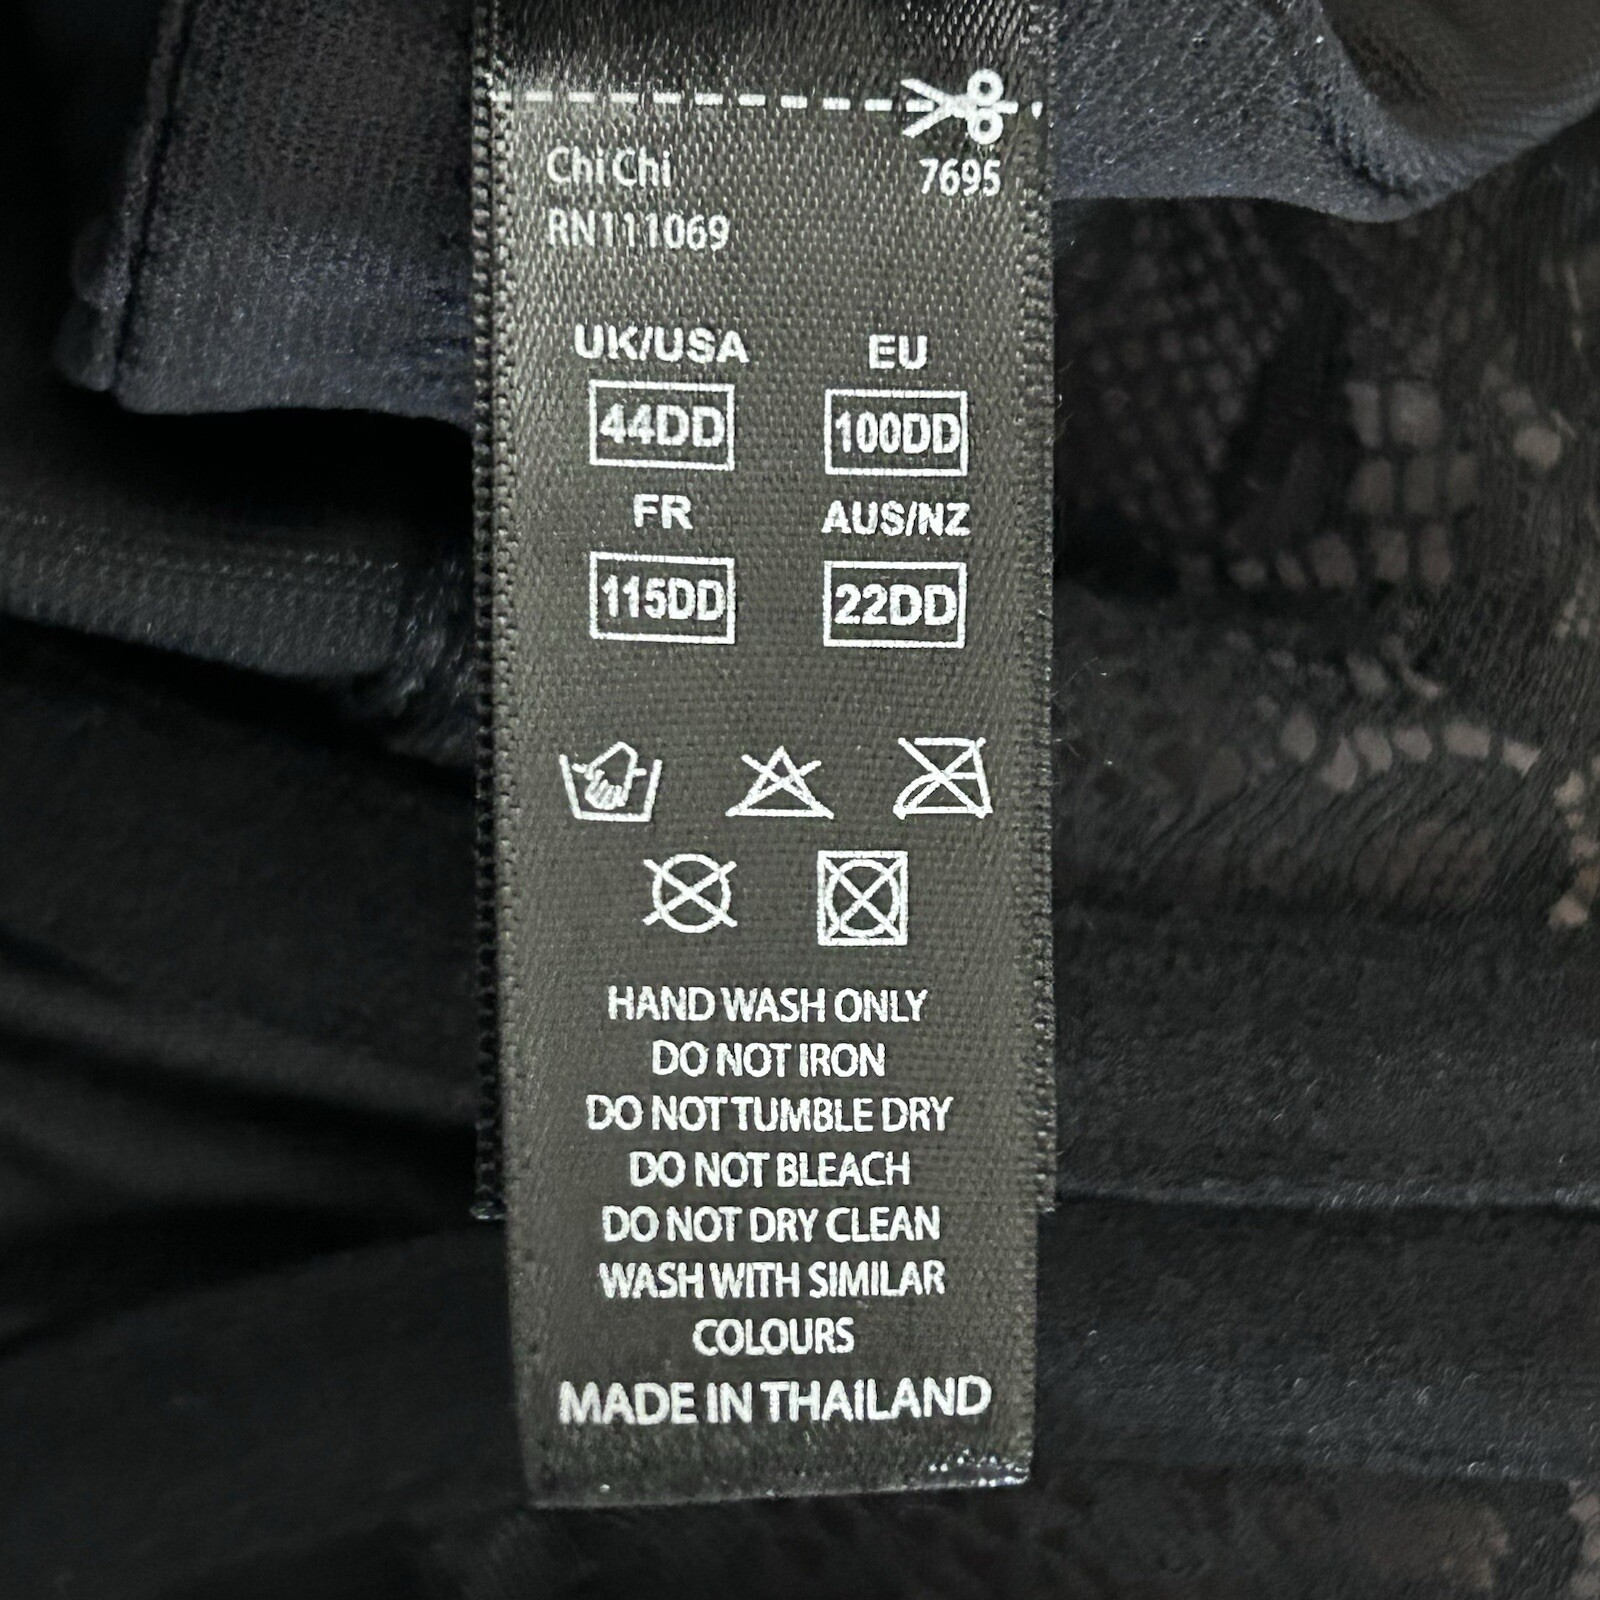 Chi Chi 7695
RN111069
UK/USA EU
44DD 100DD
FR AUS/NZ
115DD 22DD
HAND WASH ONLY
DO NOT IRON
DO NOT TUMBLE DRY
DO NOT BLEACH
DO NOT DRY CLEAN
WASH WITH SIMILAR
COLOURS
MADE IN THAILAND